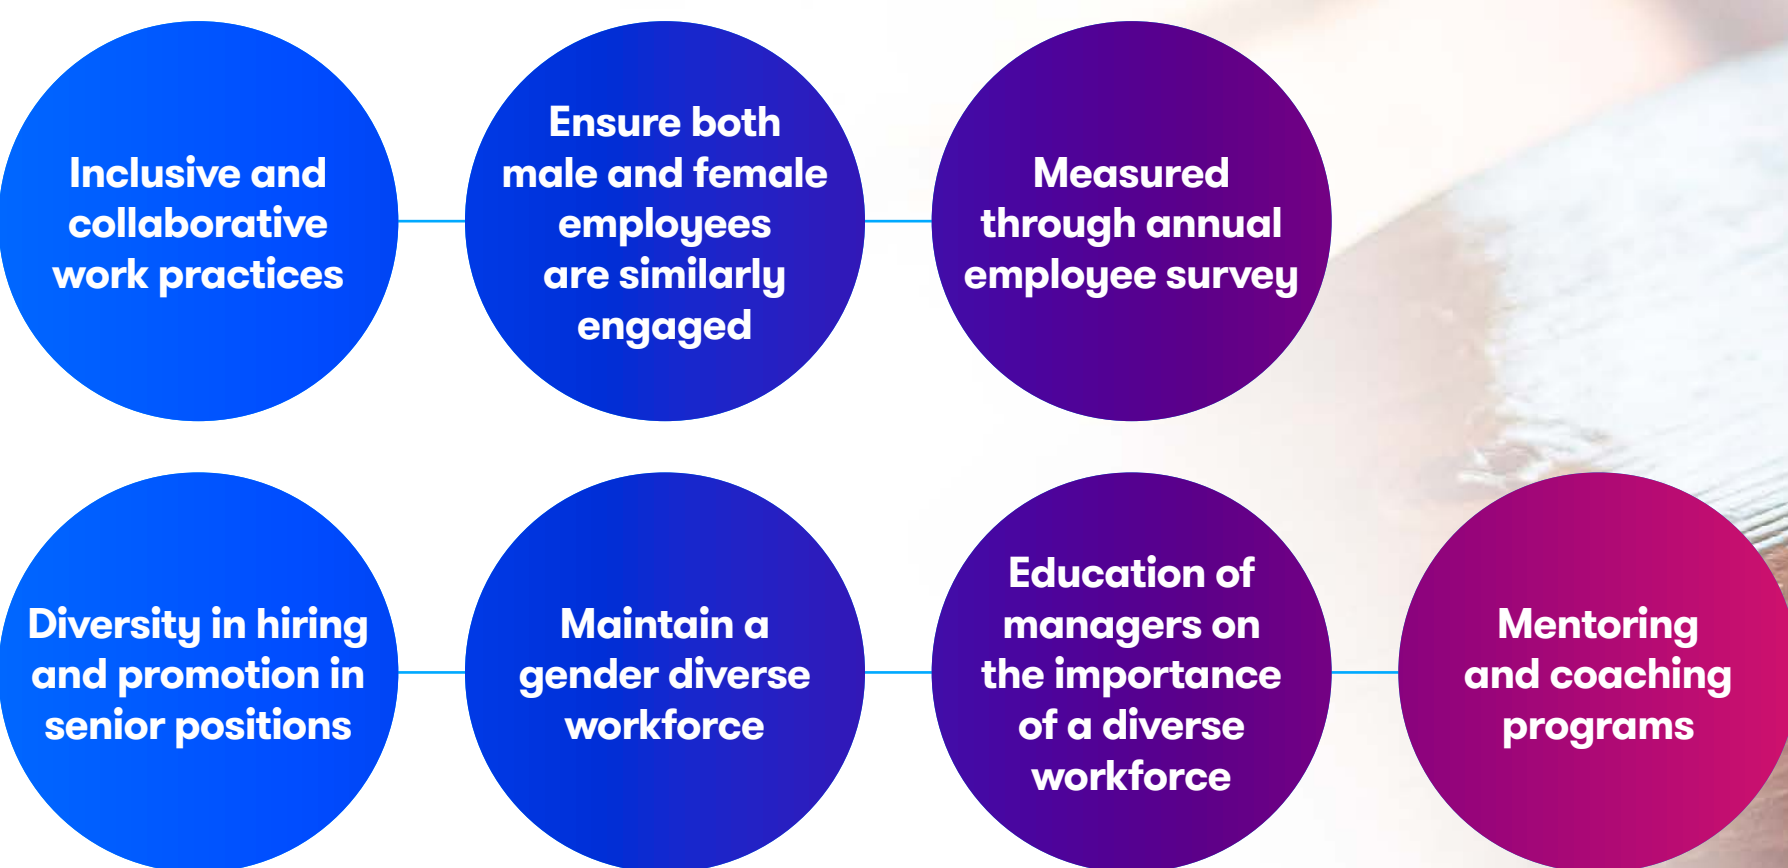 Inclusive and
collaborative
work practices
Ensure both
male and female
employees
are similarly
engaged
Measured
through annual
employee survey
Diversity in hiring
and promotion in
senior positions
Maintain a
gender diverse
workforce
Education of
managers on
the importance
of a diverse
workforce
Mentoring
and coaching
programs